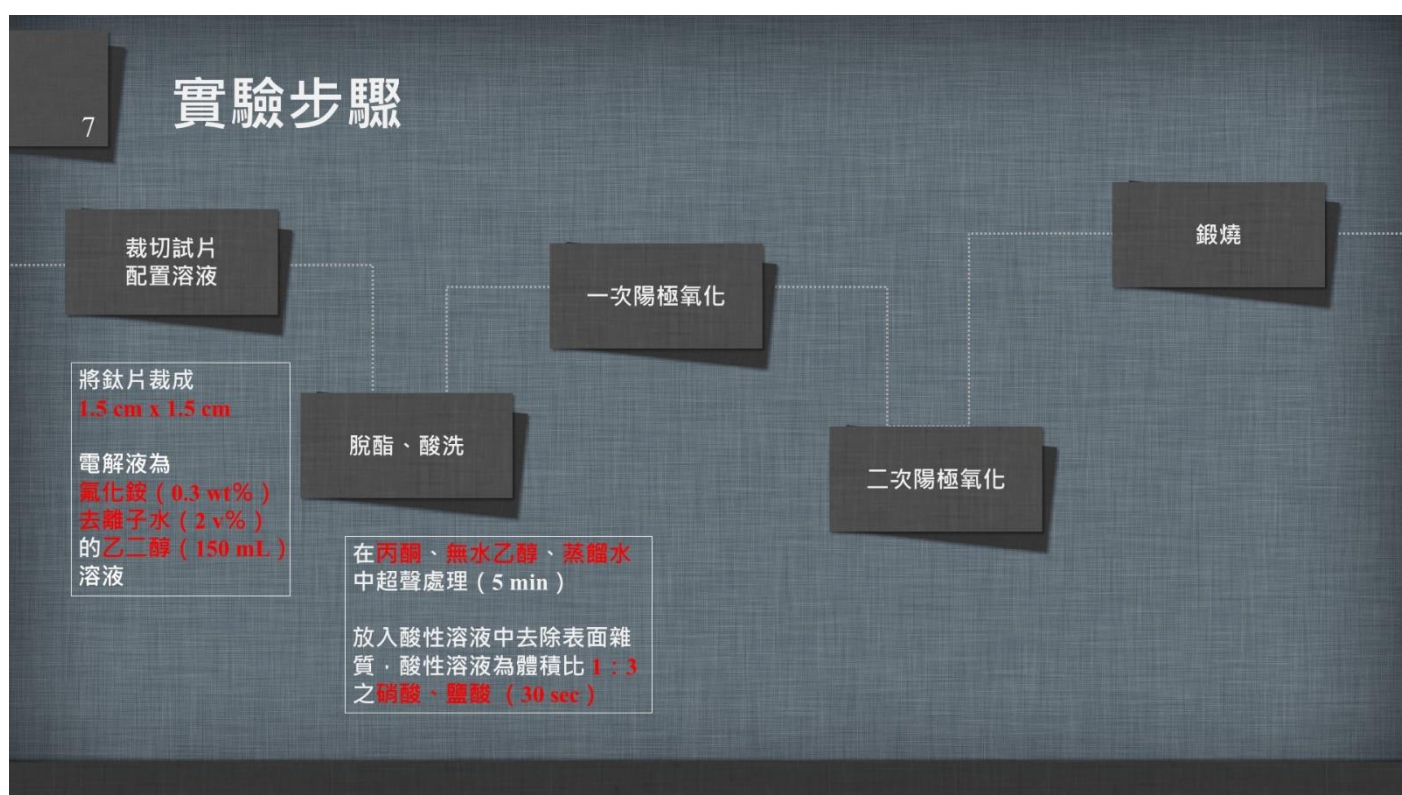 7
實驗步驟
裁切試片
配置溶液
將鈦片裁成
1.5 cm x 1.5 cm
電解液為
氟化銨（0.3 wt%）
去離子水（2 v%）
的乙二醇（150 mL）
溶液
脫酯、酸洗
在丙酮、無水乙醇、蒸餾水
中超聲處理（5 min）
放入酸性溶液中去除表面雜
質，酸性溶液為體積比 1：3
之硝酸、鹽酸（30 sec）
一次陽極氧化
二次陽極氧化
鍛燒